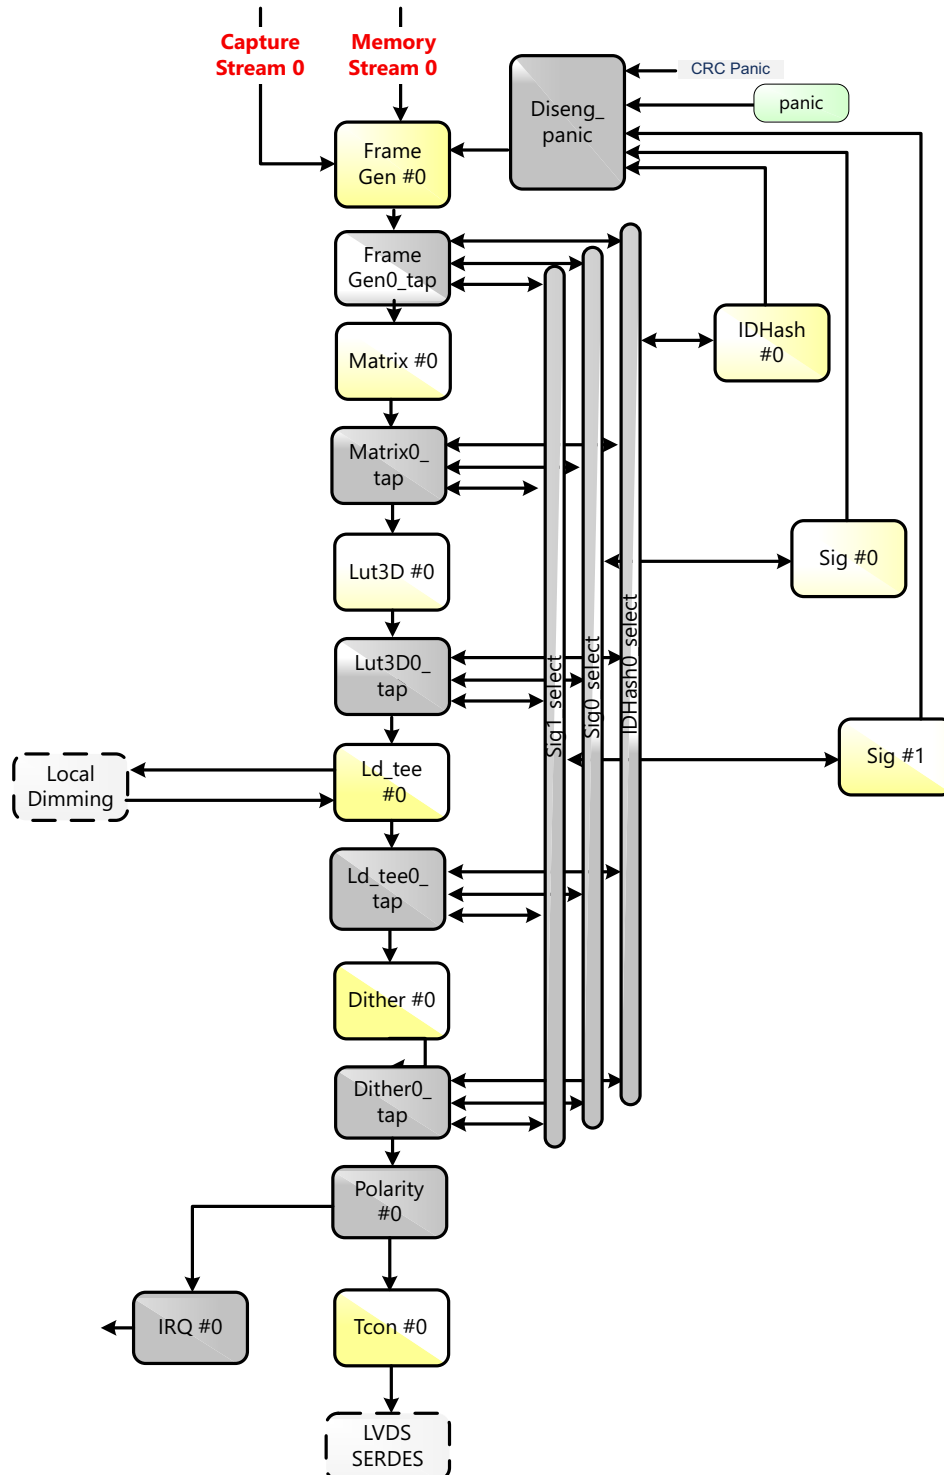 Capture
Stream 0
Memory
Stream 0
CRC Panic
panic
Diseng_
panic
Frame
Gen #0
Frame
Gen0_tap
IDHash
#0
Matrix #0
Matrix0_
tap
Sig #0
Lut3D #0
Lut3D0_
tap
Sig1_select
Sig0_select
IDHash0_select
Sig #1
Local
Dimming
Ld_tee
#0
Ld_tee0_
tap
Dither #0
Dither0_
tap
Polarity
#0
IRQ #0
Tcon #0
LVDS
SERDES